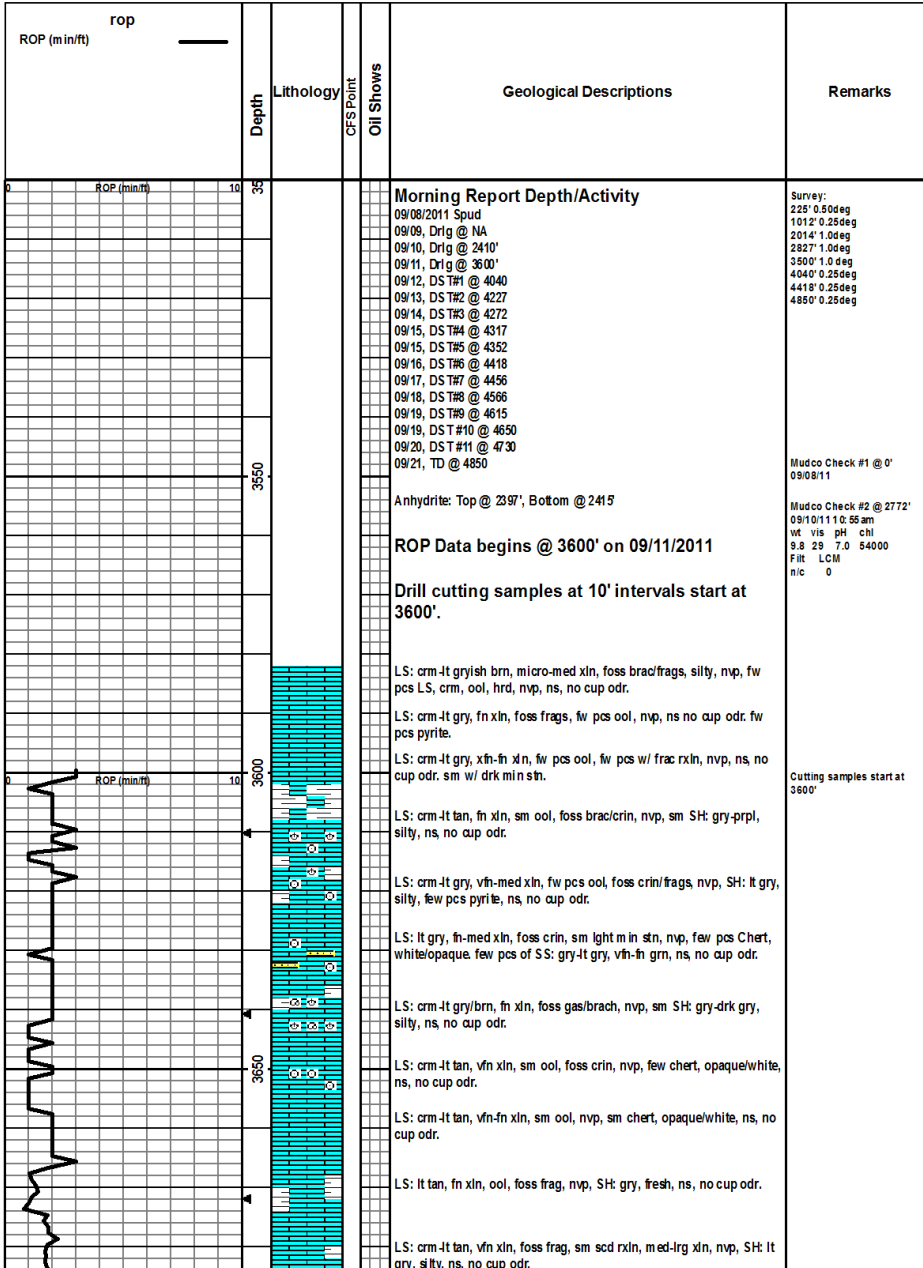 rop
ROP (min/ft)
Depth
Lithology
CFS Point
Oil Shows
Geological Descriptions
Remarks
0 ROP (min/ft) 10
35
Morning Report Depth/Activity
09/08/2011 Spud
09/09, Drlg @ NA
09/10, Drlg @ 2410'
09/11, Drlg @ 3600'
09/12, DST#1 @ 4040
09/13, DST#2 @ 4227
09/14, DST#3 @ 4272
09/15, DST#4 @ 4317
09/15, DST#5 @ 4352
09/16, DST#6 @ 4418
09/17, DST#7 @ 4456
09/18, DST#8 @ 4566
09/19, DST#9 @ 4615
09/19, DST#10 @ 4650
09/20, DST#11 @ 4730
09/21, TD @ 4850
Anhydrite: Top @ 2397', Bottom @ 2415'
ROP Data begins @ 3600' on 09/11/2011
Drill cutting samples at 10' intervals start at
3600'.
Survey:
225' 0.50deg
1012' 0.25deg
2014' 1.0deg
2827' 1.0deg
3500' 1.0 deg
4040' 0.25deg
4418' 0.25deg
4850' 0.25deg
3550
Mudco Check #1 @ 0'
09/08/11
Mudco Check #2 @ 2772'
09/10/11 10:55am
wt vis pH chl
9.8 29 7.0 54000
Filt LCM
n/c 0
LS: crm-lt gryish brn, micro-med xln, foss brac/frags, silty, nvp, fw
pcs LS, crm, ool, hrd, nvp, ns, no cup odr.
LS: crm-lt gry, fn xln, foss frags, fw pcs ool, nvp, ns no cup odr. fw
pcs pyrite.
LS: crm-lt gry, xfn-fn xln, fw pcs ool, fw pcs w/ frac rxln, nvp, ns, no
cup odr. sm w/ drk min stn.
0 ROP (min/ft) 10
3600
Cutting samples start at
3600'
LS: crm-lt tan, fn xln, sm ool, foss brac/crin, nvp, sm SH: gry-prpl,
silty, ns, no cup odr.
LS: crm-lt gry, vfn-med xln, fw pcs ool, foss crin/frags, nvp, SH: lt gry,
silty, few pcs pyrite, ns, no cup odr.
LS: lt gry, fn-med xln, foss crin, sm lght min stn, nvp, few pcs Chert,
white/opaque. few pcs of SS: gry-lt gry, vfn-fn grn, ns, no cup odr.
LS: crm-lt gry/brn, fn xln, foss gas/brach, nvp, sm SH: gry-drk gry,
silty, ns, no cup odr.
3650
LS: crm-lt tan, vfn xln, sm ool, foss crin, nvp, few chert, opaque/white,
ns, no cup odr.
LS: crm-lt tan, vfn-fn xln, sm ool, nvp, sm chert, opaque/white, ns, no
cup odr.
LS: lt tan, fn xln, ool, foss frag, nvp, SH: gry, fresh, ns, no cup odr.
LS: crm-lt tan, vfn xln, foss frag, sm scd rxln, med-lrg xln, nvp, SH: lt
gry, silty, ns, no cup odr.